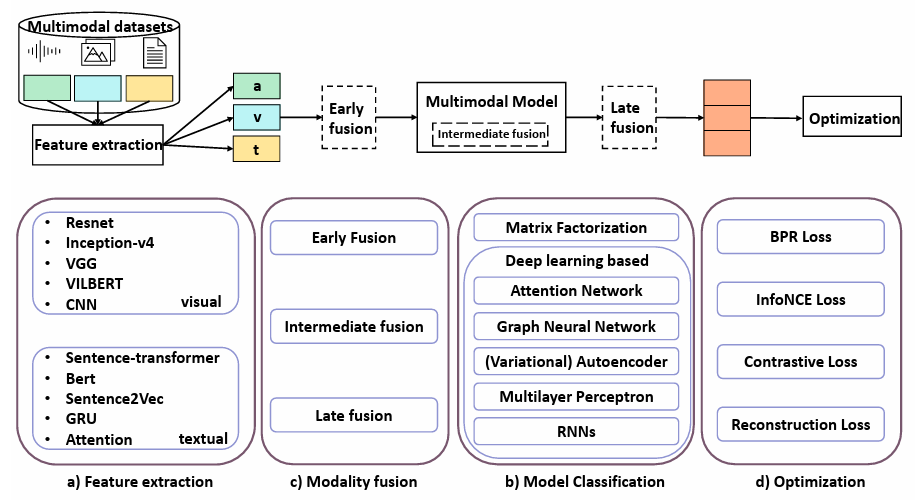 Multimodal datasets
Feature extraction
a
v
t
Early
fusion
Multimodal Model
Intermediate fusion
Late
fusion
Optimization
• Resnet
• Inception-v4
• VGG
• VILBERT
• CNN
visual
• Sentence-transformer
• Bert
• Sentence2Vec
• GRU
• Attention
textual
a) Feature extraction
Early Fusion
Intermediate fusion
Late fusion
c) Modality fusion
Matrix Factorization
Deep learning based
Attention Network
Graph Neural Network
(Variational) Autoencoder
Multilayer Perceptron
RNNs
b) Model Classification
BPR Loss
InfoNCE Loss
Contrastive Loss
Reconstruction Loss
d) Optimization